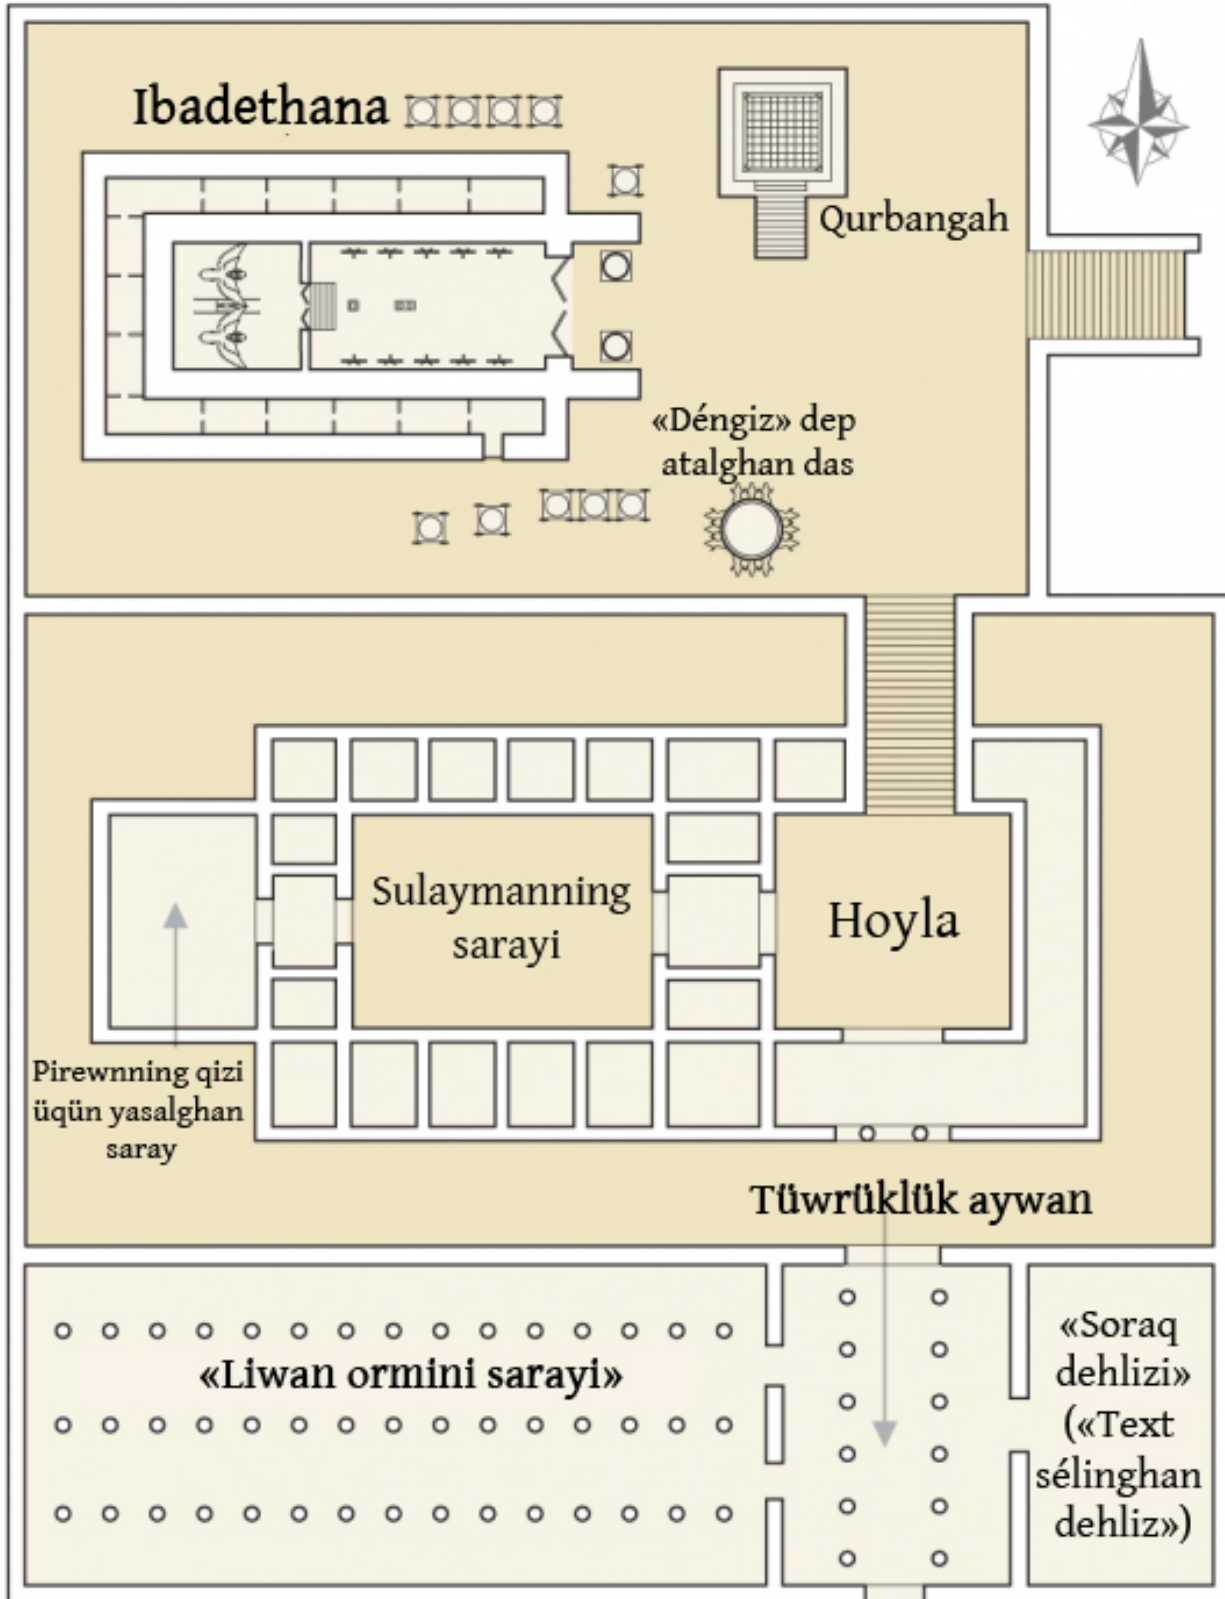 Ibadethana
Qurbangah
«Déngiz» dep
atalghan das
Sulaymanning
sarayi
Hoyla
Pirewnning qizi
üqün yasalghan
saray
Tüwrüklük aywan
«Liwan ormini sarayi»
«Soraq
dehlizi»
(«Text
sélinghan
dehliz»)